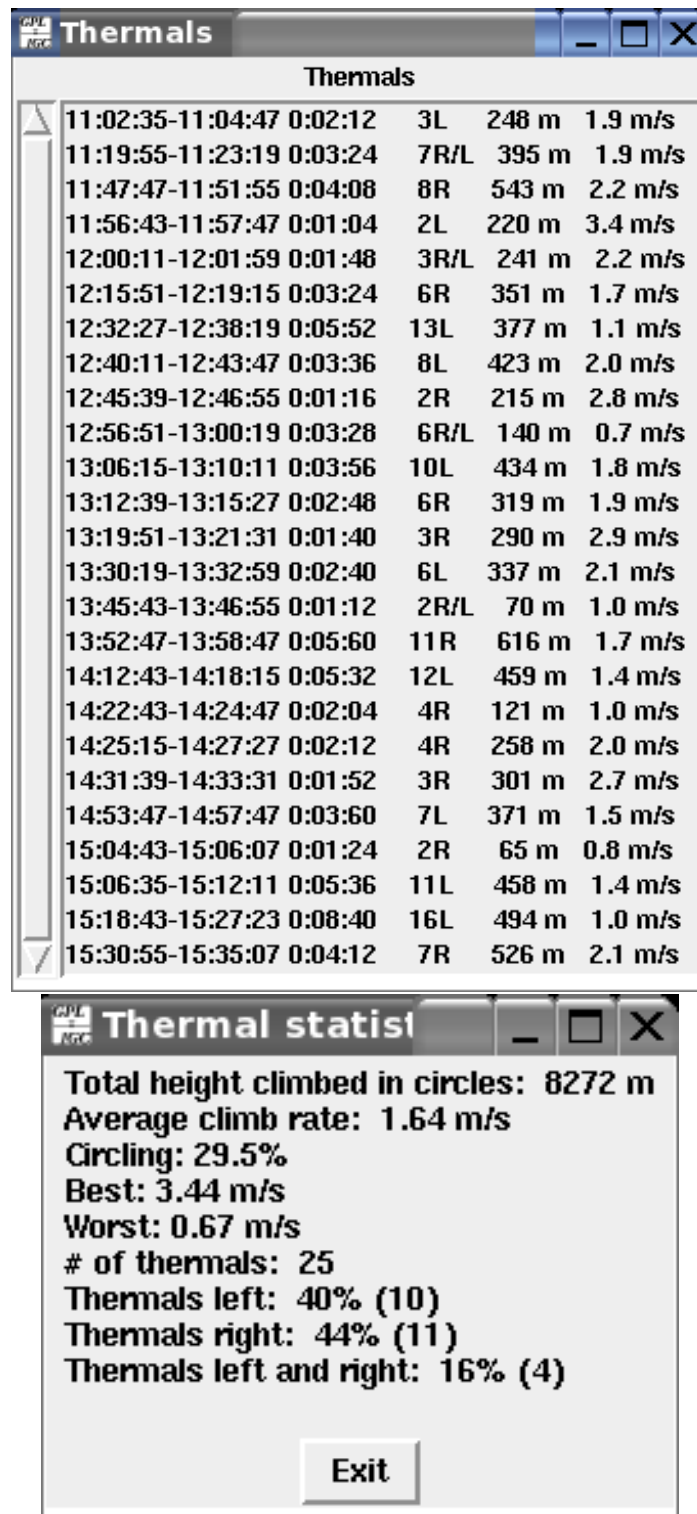 GPL
IGC
Thermals
Thermals
11:02:35-11:04:47 0:02:12 3L 248 m 1.9 m/s
11:19:55-11:23:19 0:03:24 7R/L 395 m 1.9 m/s
11:47:47-11:51:55 0:04:08 8R 543 m 2.2 m/s
11:56:43-11:57:47 0:01:04 2L 220 m 3.4 m/s
12:00:11-12:01:59 0:01:48 3R/L 241 m 2.2 m/s
12:15:51-12:19:15 0:03:24 6R 351 m 1.7 m/s
12:32:27-12:38:19 0:05:52 13L 377 m 1.1 m/s
12:40:11-12:43:47 0:03:36 8L 423 m 2.0 m/s
12:45:39-12:46:55 0:01:16 2R 215 m 2.8 m/s
12:56:51-13:00:19 0:03:28 6R/L 140 m 0.7 m/s
13:06:15-13:10:11 0:03:56 10L 434 m 1.8 m/s
13:12:39-13:15:27 0:02:48 6R 319 m 1.9 m/s
13:19:51-13:21:31 0:01:40 3R 290 m 2.9 m/s
13:30:19-13:32:59 0:02:40 6L 337 m 2.1 m/s
13:45:43-13:46:55 0:01:12 2R/L 70 m 1.0 m/s
13:52:47-13:58:47 0:05:60 11R 616 m 1.7 m/s
14:12:43-14:18:15 0:05:32 12L 459 m 1.4 m/s
14:22:43-14:24:47 0:02:04 4R 121 m 1.0 m/s
14:25:15-14:27:27 0:02:12 4R 258 m 2.0 m/s
14:31:39-14:33:31 0:01:52 3R 301 m 2.7 m/s
14:53:47-14:57:47 0:03:60 7L 371 m 1.5 m/s
15:04:43-15:06:07 0:01:24 2R 65 m 0.8 m/s
15:06:35-15:12:11 0:05:36 11L 458 m 1.4 m/s
15:18:43-15:27:23 0:08:40 16L 494 m 1.0 m/s
15:30:55-15:35:07 0:04:12 7R 526 m 2.1 m/s
GPL
IGC
Thermal statist
Total height climbed in circles: 8272 m
Average climb rate: 1.64 m/s
Circling: 29.5%
Best: 3.44 m/s
Worst: 0.67 m/s
# of thermals: 25
Thermals left: 40% (10)
Thermals right: 44% (11)
Thermals left and right: 16% (4)
Exit